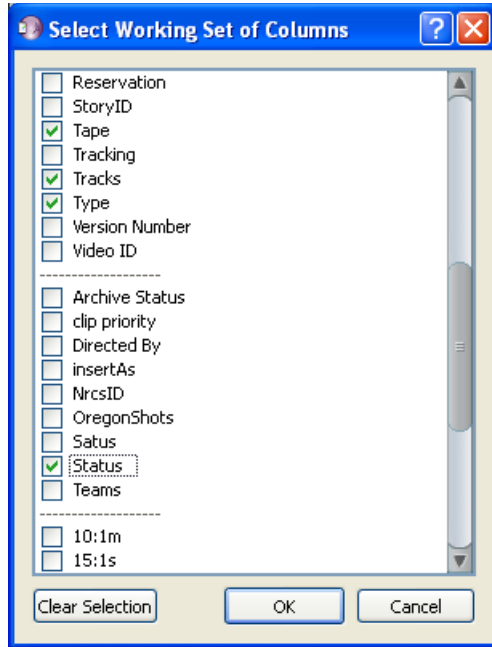 Select Working Set of Columns
Reservation
StoryID
Tape
Tracking
Tracks
Type
Version Number
Video ID
--------------------
Archive Status
clip priority
Directed By
insertAs
NrcsID
OregonShots
Satus
Status
Teams
--------------------
10:1m
15:1s
Clear Selection OK Cancel